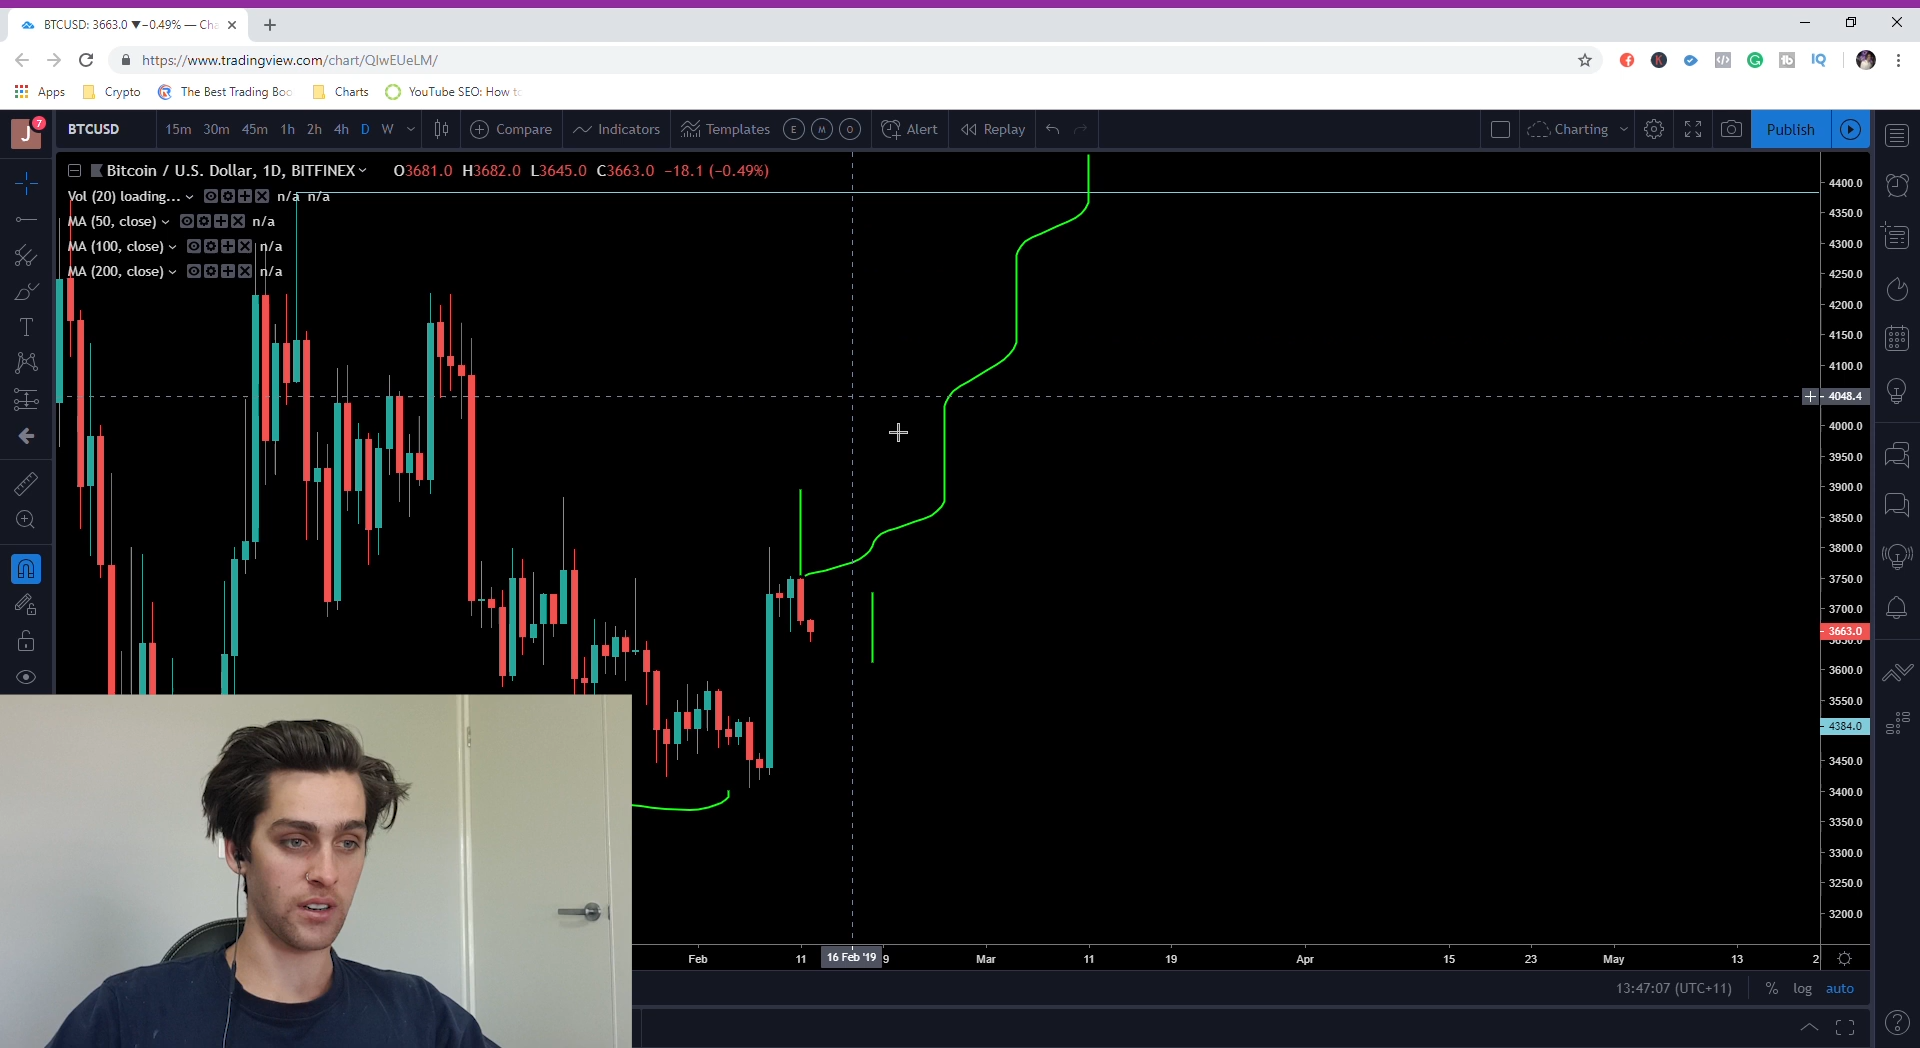 BTCUSD: 3663.0 ▼−0.49% — Cha
https://www.tradingview.com/chart/QIwEUeLM/
Apps Crypto The Best Trading Boo Charts YouTube SEO: How to
J 7 BTCUSD 15m 30m 45m 1h 2h 4h D W Compare Indicators Templates E M O Alert Replay Charting Publish
Bitcoin / U.S. Dollar, 1D, BITFINEX O3681.0 H3682.0 L3645.0 C3663.0 −18.1 (−0.49%)
Vol (20) loading... n/a n/a
MA (50, close) n/a
MA (100, close) n/a
MA (200, close) n/a
4400.0
4350.0
4300.0
4250.0
4200.0
4150.0
4100.0
4048.4
4000.0
3950.0
3900.0
3850.0
3800.0
3750.0
3700.0
3663.0
3600.0
3550.0
4384.0
3450.0
3400.0
3350.0
3300.0
3250.0
3200.0
Feb 11 16 Feb '19 9 Mar 11 19 Apr 15 23 May 13 2
13:47:07 (UTC+11) % log auto